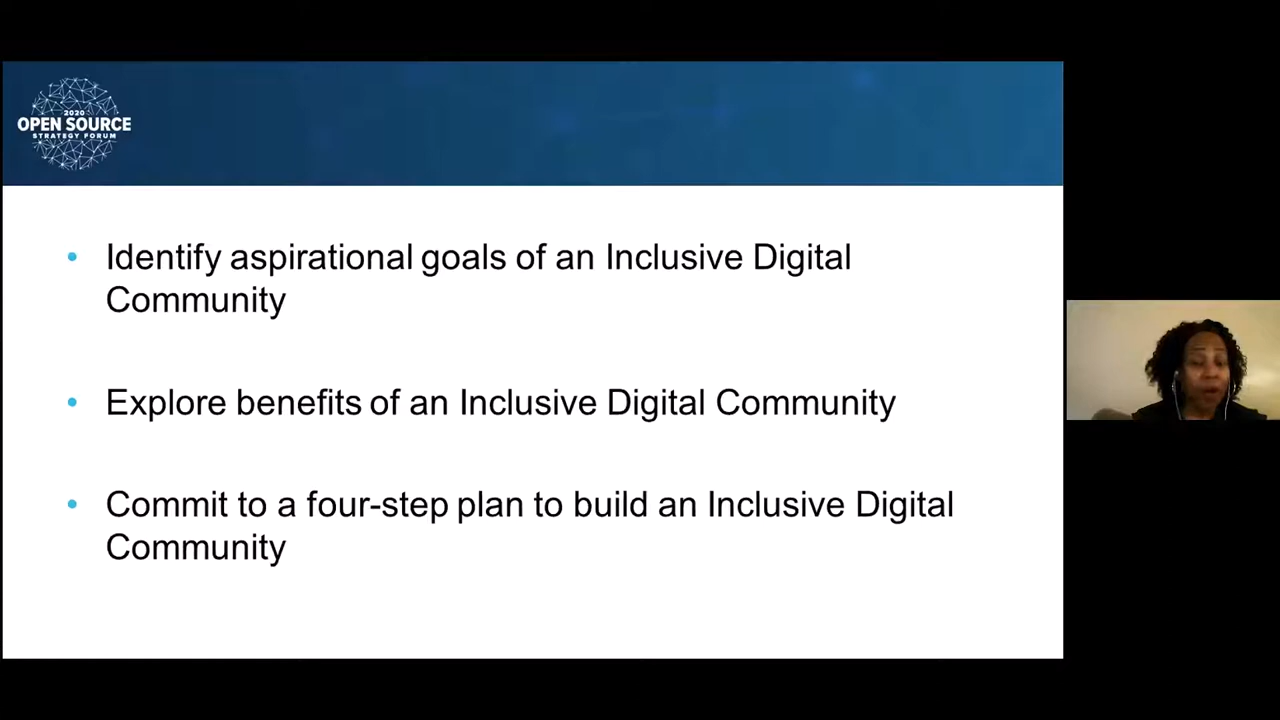 2020
OPEN SOURCE
STRATEGY FORUM
• Identify aspirational goals of an Inclusive Digital
Community
• Explore benefits of an Inclusive Digital Community
• Commit to a four-step plan to build an Inclusive Digital
Community